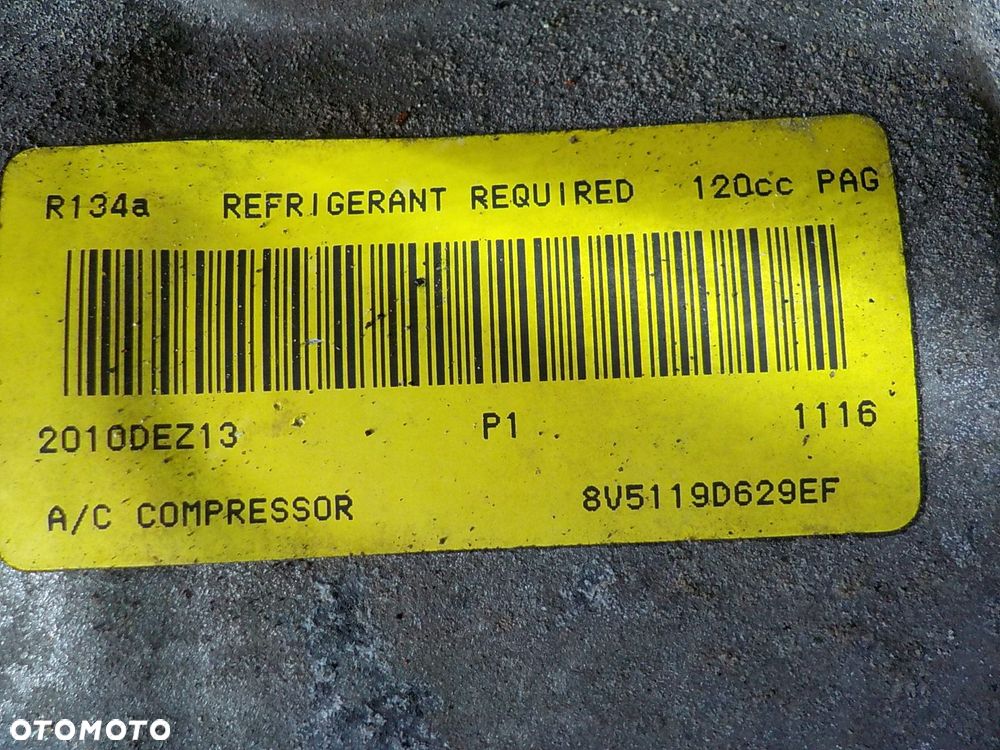 R134a REFRIGERANT REQUIRED 120cc PAG
2010DEZ13 P1 1116
A/C COMPRESSOR 8V5119D629EF
OTOMOTO